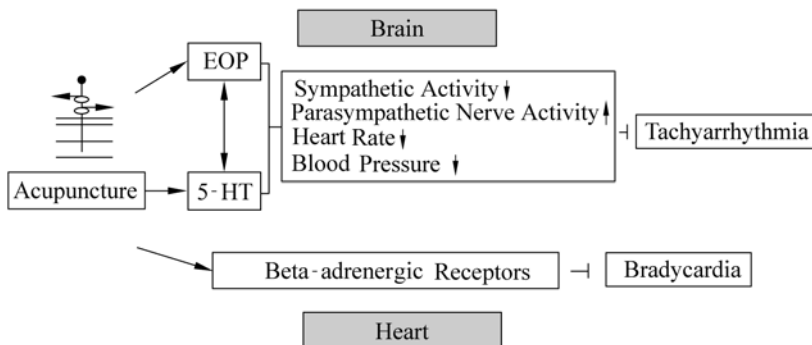 Brain
EOP
Sympathetic Activity
Parasympathetic Nerve Activity
Heart Rate
Blood Pressure
Tachyarrhythmia
Acupuncture
5-HT
Beta-adrenergic Receptors
Bradycardia
Heart